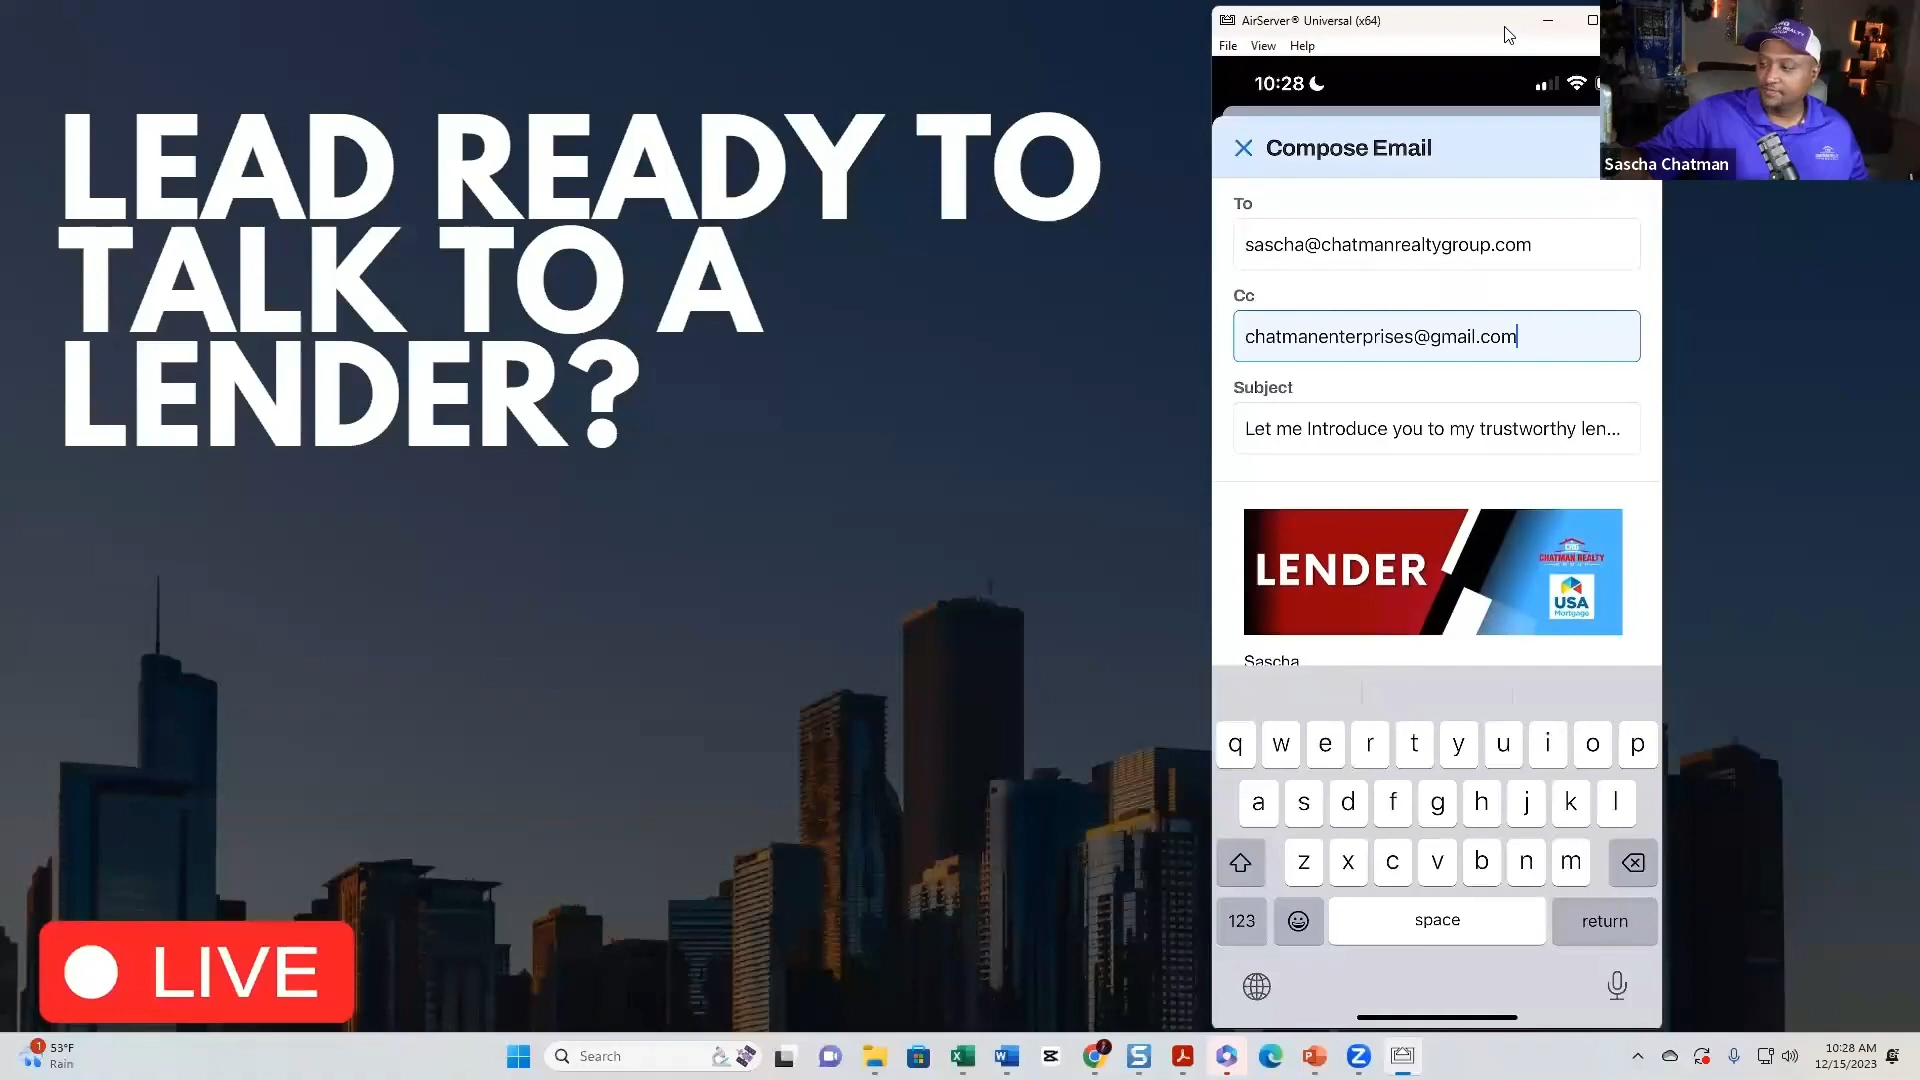 LEAD READY TO
TALK TO A
LENDER?
LIVE
AirServer® Universal (x64)
File View Help
10:28
Compose Email
To
sascha@chatmanrealtygroup.com
Cc
chatmanenterprises@gmail.com
Subject
Let me Introduce you to my trustworthy len...
LENDER
CHATMAN REALTY
GROUP
USA
Mortgage
Sascha
q w e r t y u i o p
a s d f g h j k l
z x c v b n m
123 space return
Sascha Chatman
1
53°F
Rain
Search
10:28 AM
12/15/2023